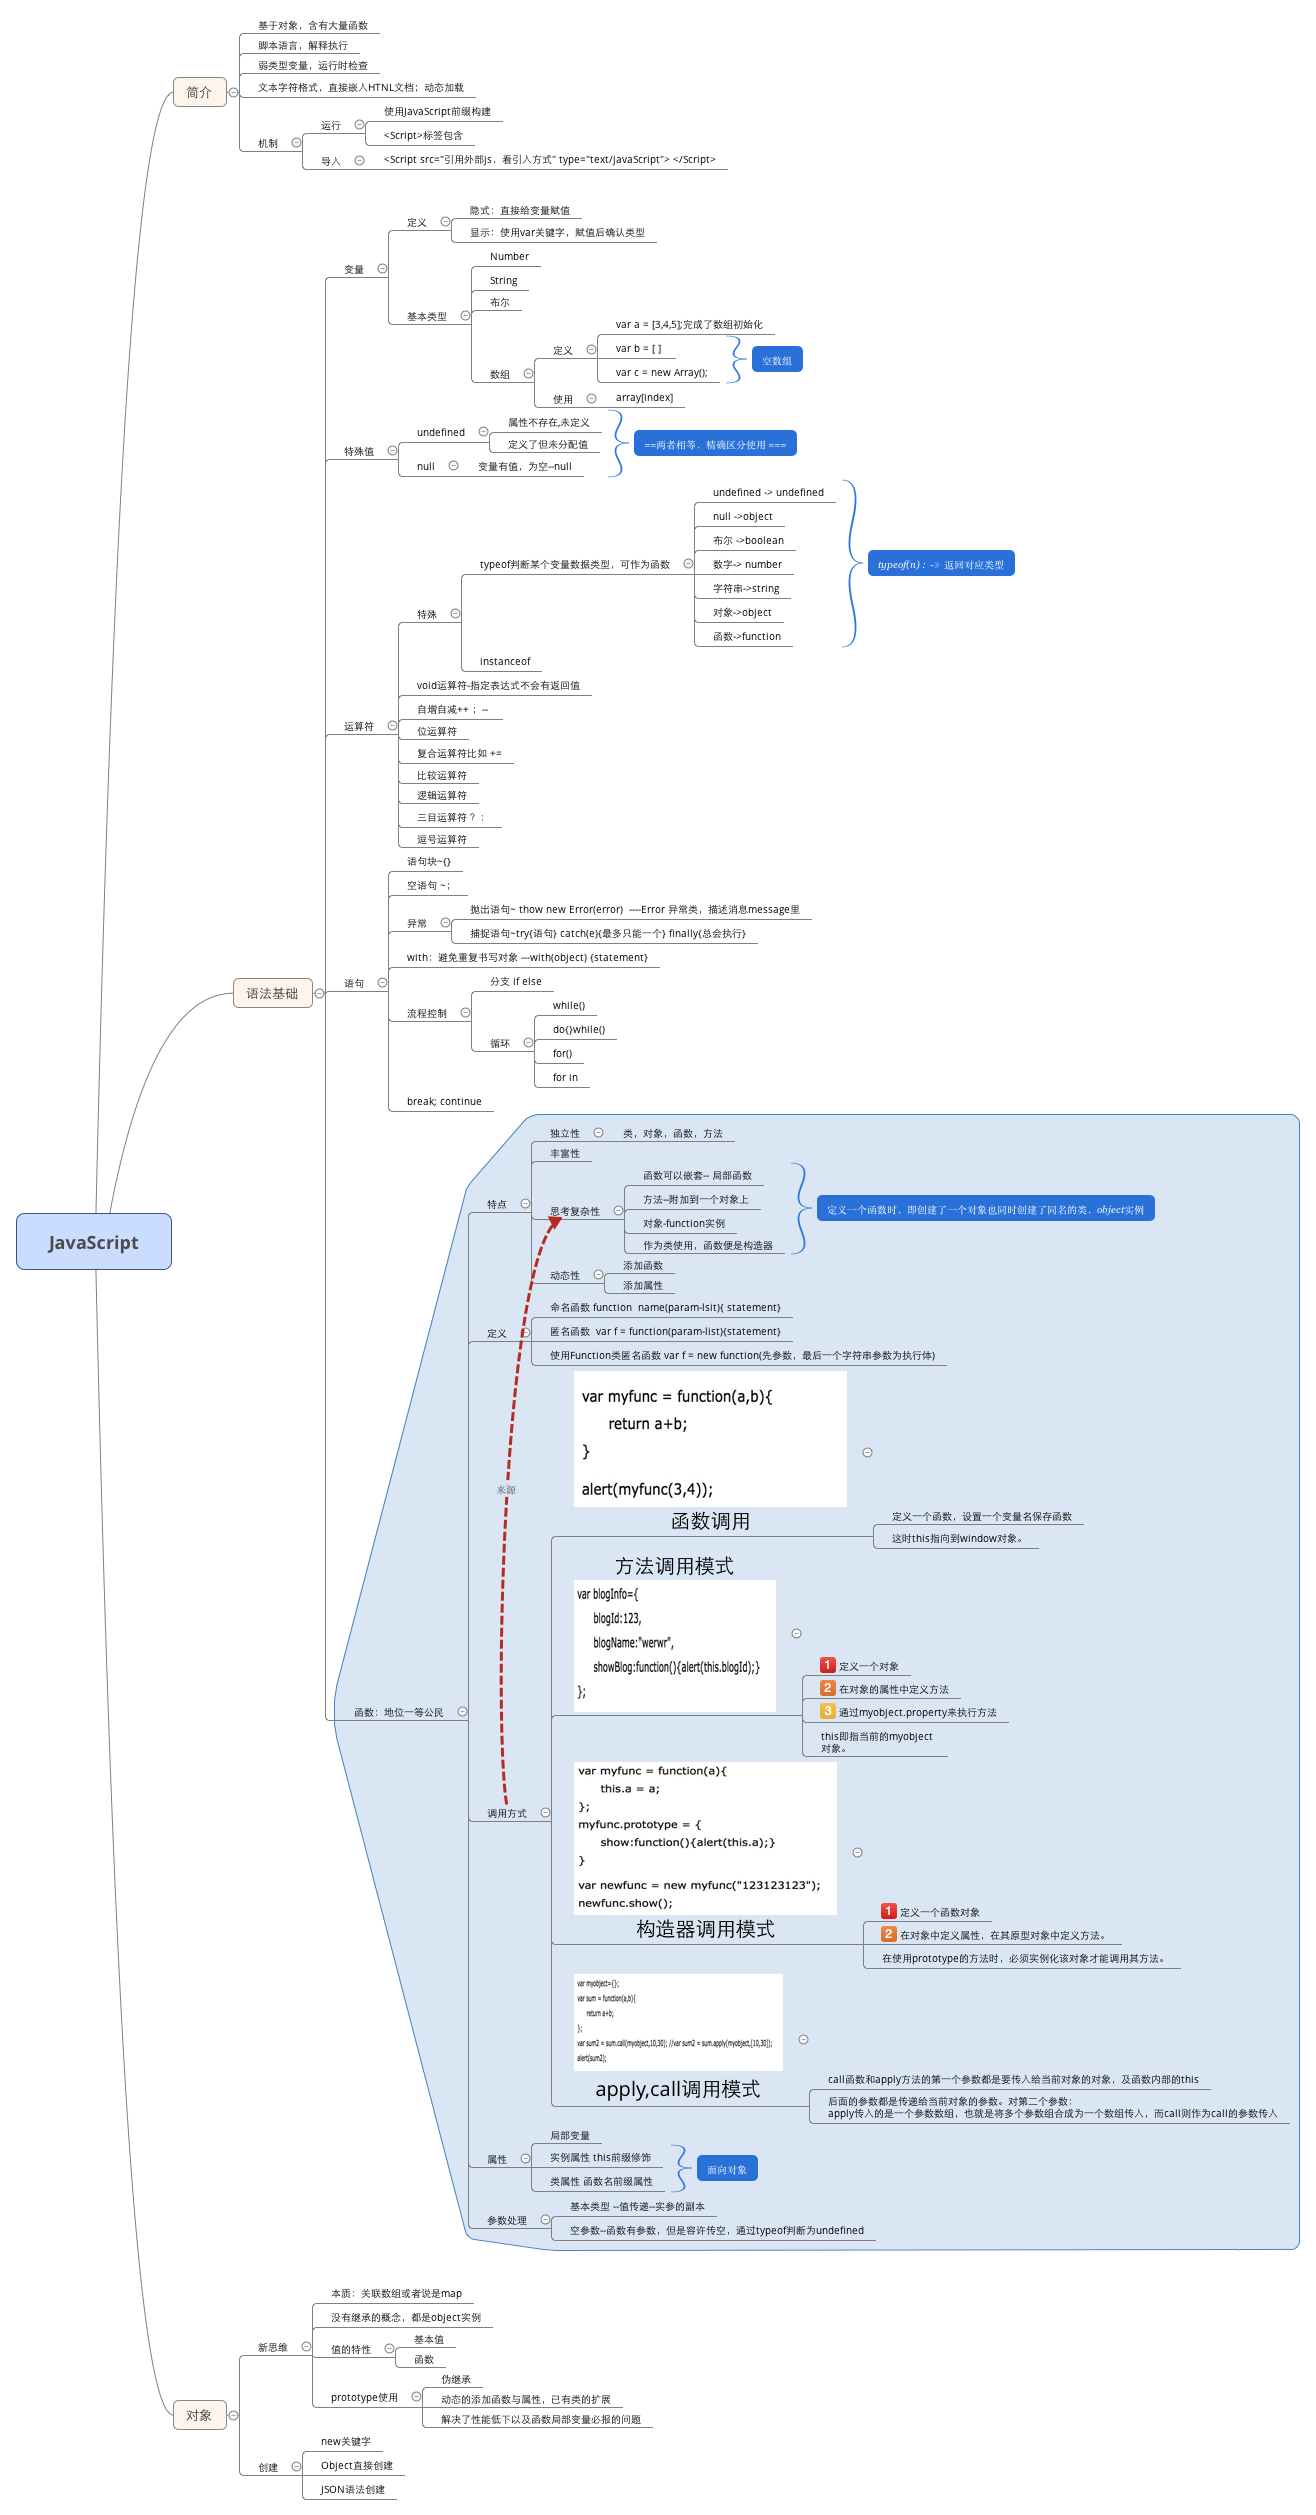 基于对象，含有大量函数
脚本语言，解释执行
弱类型变量，运行时检查
简介
文本字符格式，直接嵌入HTNL文档；动态加载
使用JavaScript前缀构建
运行
<Script>标签包含
机制
导入
<Script src="引用外部js，看引入方式" type="text/javaScript"> </Script>
隐式：直接给变量赋值
定义
显示：使用var关键字，赋值后确认类型
变量
Number
String
布尔
基本类型
var a = [3,4,5];完成了数组初始化
定义
var b = [ ]
空数组
var c = new Array();
数组
使用
array[index]
属性不存在,未定义
undefined
定义了但未分配值
==两者相等，精确区分使用 ===
特殊值
null
变量有值，为空--null
undefined -> undefined
null ->object
布尔 ->boolean
typeof判断某个变量数据类型，可作为函数
数字-> number
typeof(n)：-》返回对应类型
字符串->string
对象->object
函数->function
特殊
instanceof
void运算符-指定表达式不会有返回值
自增自减++； --
运算符
位运算符
复合运算符比如 +=
比较运算符
逻辑运算符
三目运算符？：
逗号运算符
语句块~{}
空语句 ~；
抛出语句~ thow new Error(error)  ----Error 异常类，描述消息message里
异常
捕捉语句~try{语句} catch(e){最多只能一个} finally{总会执行}
with：避免重复书写对象 ---with(object) {statement}
语句
语法基础
分支 if else
流程控制
while()
do{}while()
循环
for()
for in
break; continue
独立性
类，对象，函数，方法
丰富性
特点
函数可以嵌套-- 局部函数
方法--附加到一个对象上
思考复杂性
定义一个函数时，即创建了一个对象也同时创建了同名的类，object实例
对象-function实例
作为类使用，函数便是构造器
JavaScript
动态性
添加函数
添加属性
命名函数 function  name(param-lsit){ statement}
定义
匿名函数  var f = function(param-list){statement}
使用Function类匿名函数 var f = new function(先参数，最后一个字符串参数为执行体)
var myfunc = function(a,b){
return a+b;
}
alert(myfunc(3,4));
来源
函数调用
定义一个函数，设置一个变量名保存函数
这时this指向到window对象。
方法调用模式
var blogInfo={
blogId:123,
blogName:"werwr",
showBlog:function(){alert(this.blogId);}
};
1 定义一个对象
2 在对象的属性中定义方法
3 通过myobject.property来执行方法
this即指当前的myobject
对象。
函数：地位一等公民
var myfunc = function(a){
this.a = a;
};
myfunc.prototype = {
show:function(){alert(this.a);}
}
var newfunc = new myfunc("123123123");
newfunc.show();
调用方式
构造器调用模式
1 定义一个函数对象
2 在对象中定义属性，在其原型对象中定义方法。
在使用prototype的方法时，必须实例化该对象才能调用其方法。
var myobject={};
var sum = function(a,b){
return a+b;
};
var sum2 = sum.call(myobject,10,30); //var sum2 = sum.apply(myobject,[10,30]);
alert(sum2);
apply,call调用模式
call函数和apply方法的第一个参数都是要传入给当前对象的对象，及函数内部的this
后面的参数都是传递给当前对象的参数。对第二个参数：
apply传入的是一个参数数组，也就是将多个参数组合成为一个数组传入，而call则作为call的参数传入
局部变量
属性
实例属性 this前缀修饰
面向对象
类属性 函数名前缀属性
参数处理
基本类型 --值传递--实参的副本
空参数--函数有参数，但是容许传空，通过typeof判断为undefined
本质：关联数组或者说是map
没有继承的概念，都是object实例
新思维
值的特性
基本值
函数
伪继承
prototype使用
动态的添加函数与属性，已有类的扩展
解决了性能低下以及函数局部变量必报的问题
对象
new关键字
创建
Object直接创建
JSON语法创建